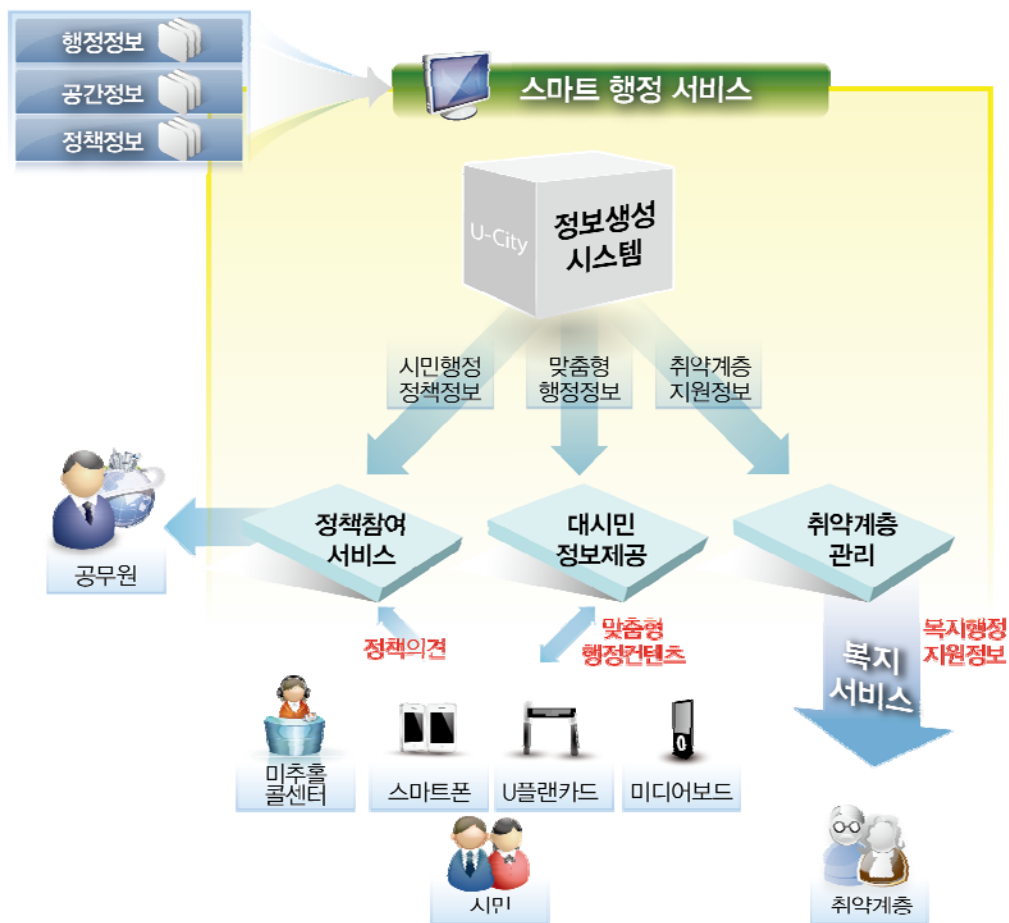 행정정보
공간정보
정책정보
스마트 행정 서비스
U-City
정보생성
시스템
시민행정
정책정보
맞춤형
행정정보
취약계층
지원정보
정책참여
서비스
대시민
정보제공
취약계층
관리
공무원
정책의견
맞춤형
행정컨텐츠
복지행정
지원정보
복지
서비스
미추홀
콜센터
스마트폰
U플랜카드
미디어보드
시민
취약계층